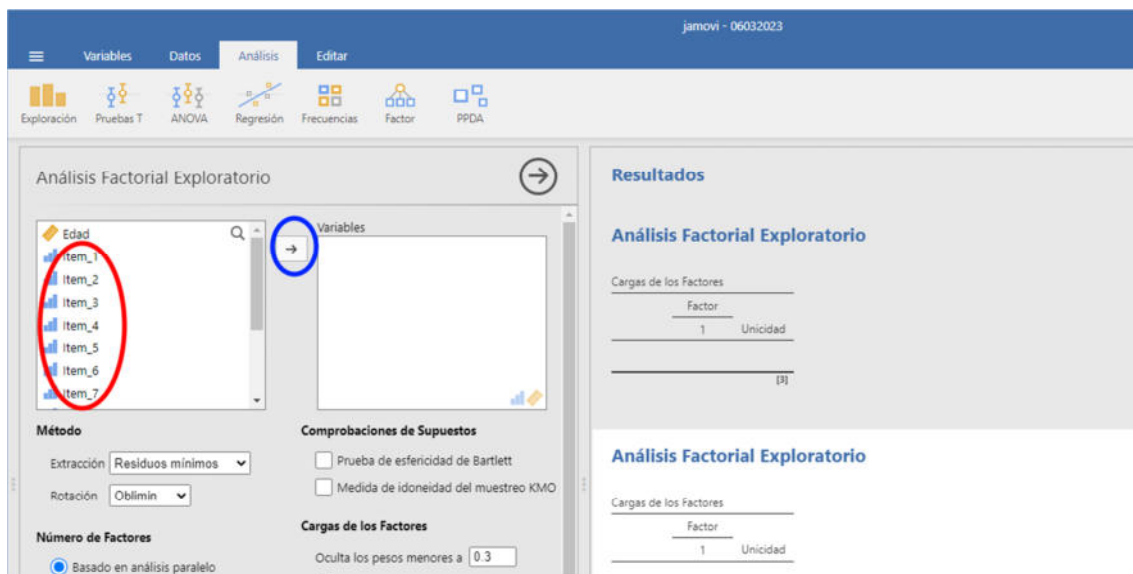 jamovi - 06032023
Variables Datos Análisis Editar
Exploración Pruebas T ANOVA Regresión Frecuencias Factor PPDA
Análisis Factorial Exploratorio
Edad
Item_1
Item_2
Item_3
Item_4
Item_5
Item_6
Item_7
Variables
Método
Extracción Residuos mínimos
Rotación Oblimin
Número de Factores
Basado en análisis paralelo
Comprobaciones de Supuestos
Prueba de esfericidad de Bartlett
Medida de idoneidad del muestreo KMO
Cargas de los Factores
Oculta los pesos menores a 0.3
Resultados
Análisis Factorial Exploratorio
Cargas de los Factores
Factor
1 Unicidad
[3]
Análisis Factorial Exploratorio
Cargas de los Factores
Factor
1 Unicidad